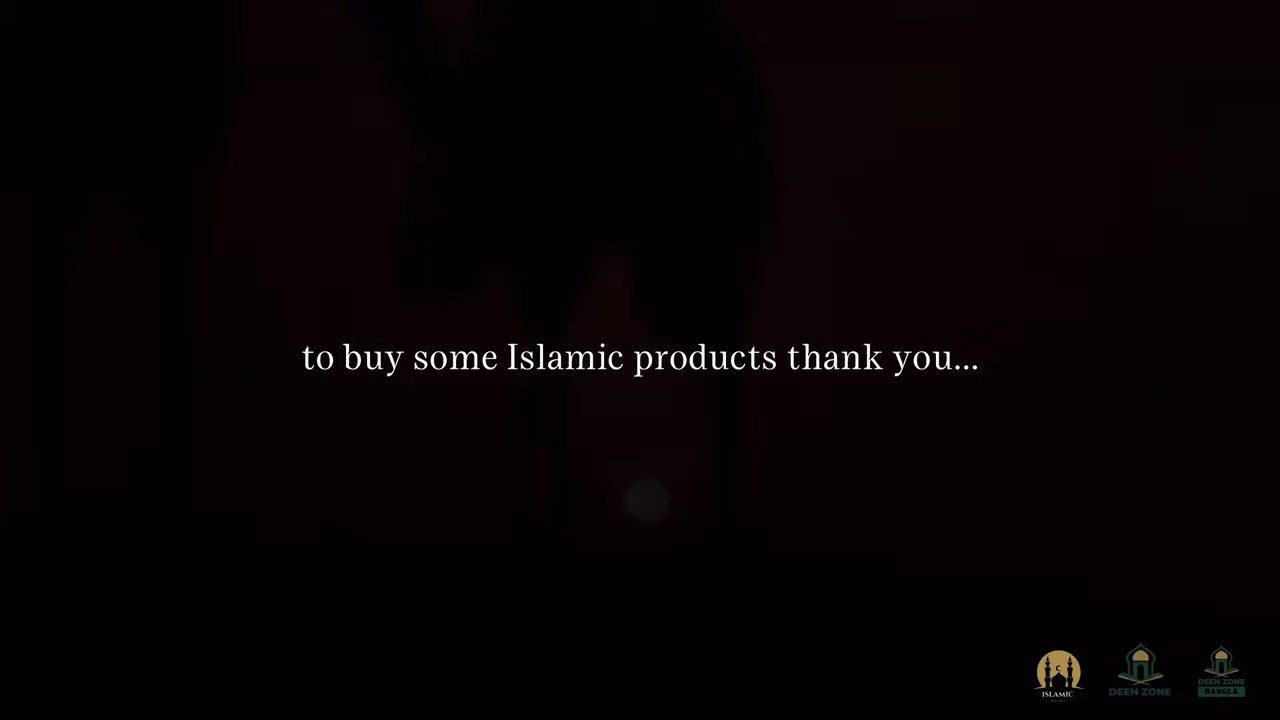 to buy some Islamic products thank you...
ISLAMIC
DEEN ZONE
DEEN ZONE
BANGLA